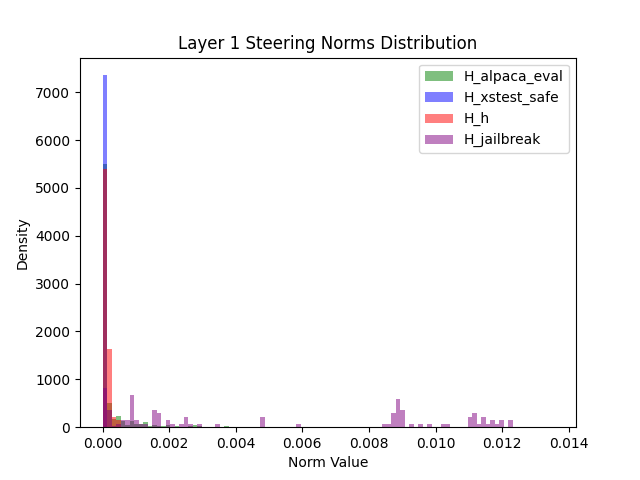 Layer 1 Steering Norms Distribution
H_alpaca_eval
H_xstest_safe
H_h
H_jailbreak
Density
7000
6000
5000
4000
3000
2000
1000
0
0.000 0.002 0.004 0.006 0.008 0.010 0.012 0.014
Norm Value